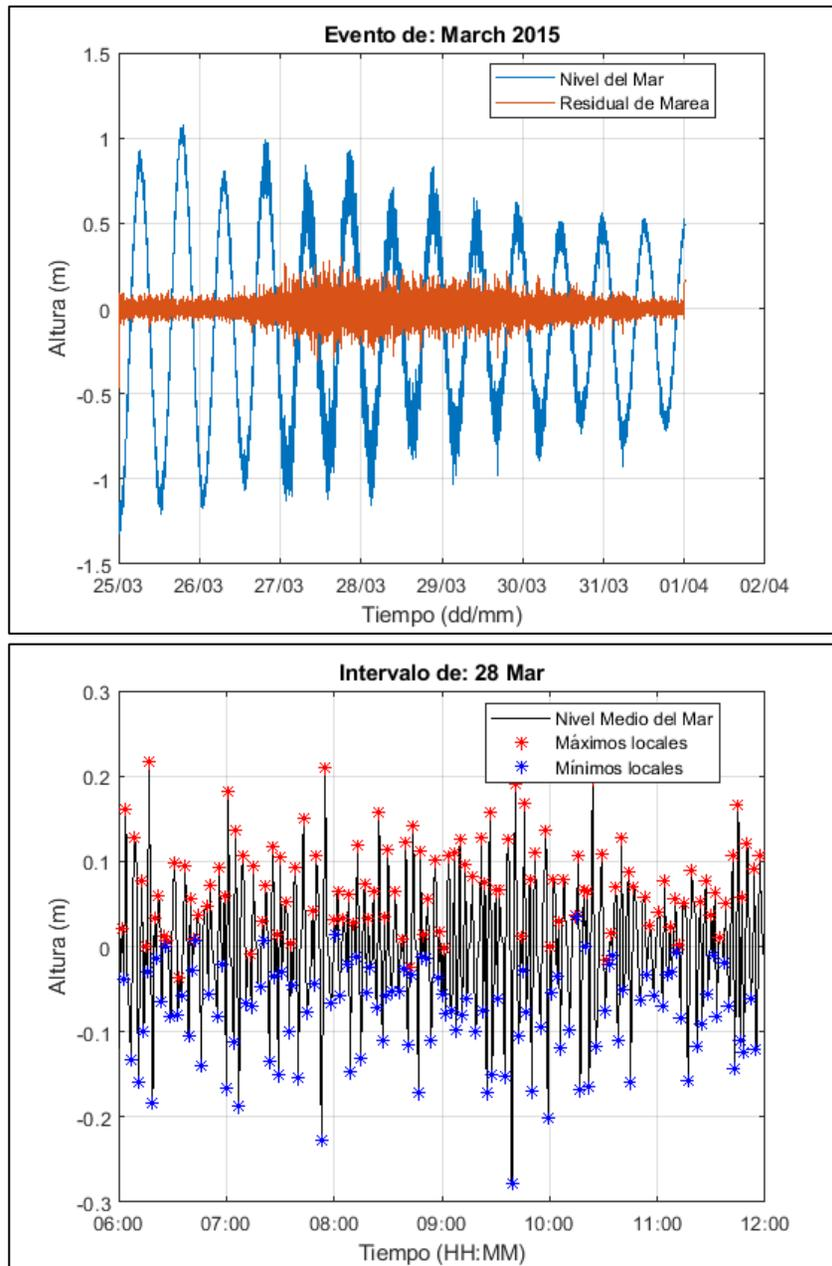 Evento de: March 2015
1.5
Nivel del Mar
Residual de Marea
1
0.5
Altura (m)
0
-0.5
-1
-1.5
25/03 26/03 27/03 28/03 29/03 30/03 31/03 01/04 02/04
Tiempo (dd/mm)
Intervalo de: 28 Mar
0.3
Nivel Medio del Mar
Máximos locales
Mínimos locales
0.2
0.1
Altura (m)
0
-0.1
-0.2
-0.3
06:00 07:00 08:00 09:00 10:00 11:00 12:00
Tiempo (HH:MM)